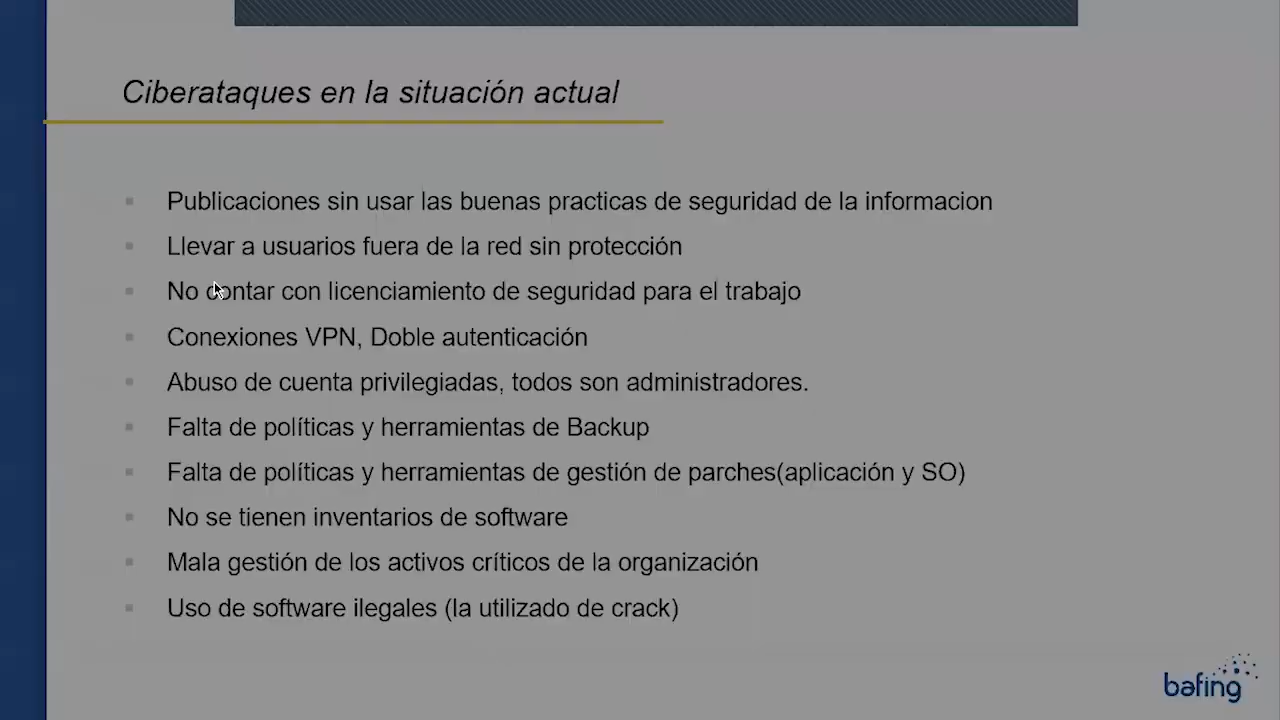 Ciberataques en la situación actual
Publicaciones sin usar las buenas practicas de seguridad de la informacion
Llevar a usuarios fuera de la red sin protección
No contar con licenciamiento de seguridad para el trabajo
Conexiones VPN, Doble autenticación
Abuso de cuenta privilegiadas, todos son administradores.
Falta de políticas y herramientas de Backup
Falta de políticas y herramientas de gestión de parches(aplicación y SO)
No se tienen inventarios de software
Mala gestión de los activos críticos de la organización
Uso de software ilegales (la utilizado de crack)
bafing